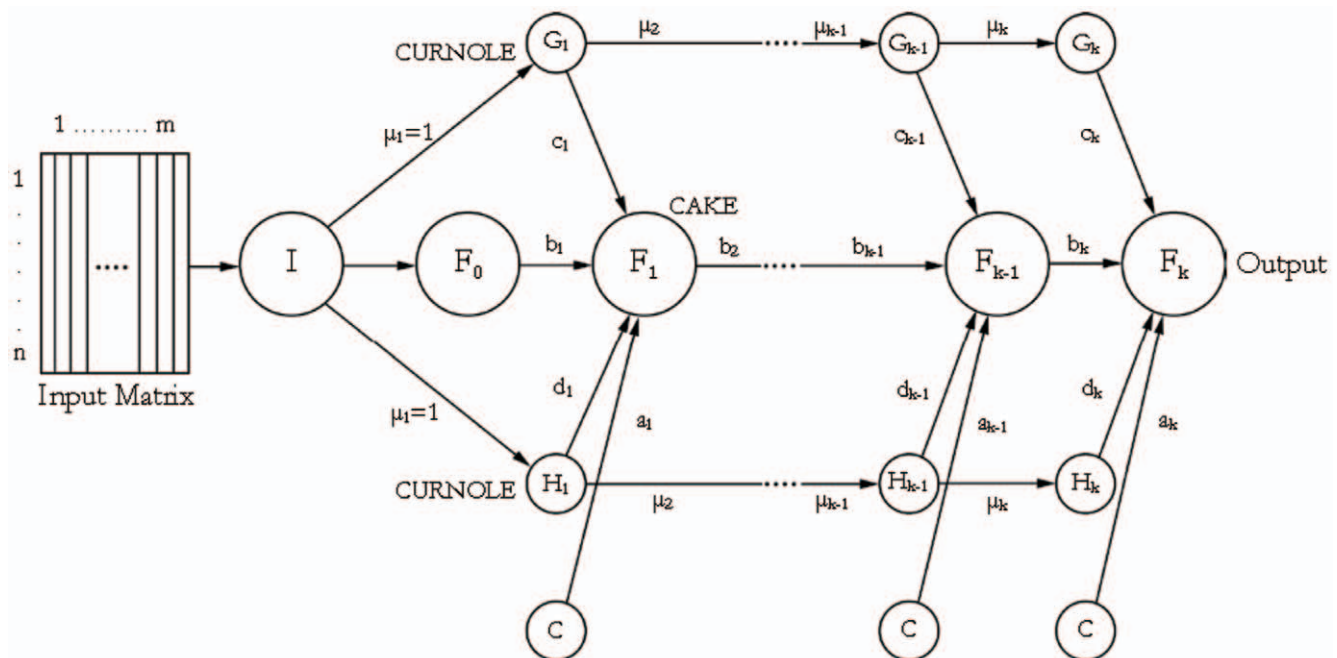 G₁
μ₂
....
μₖ₋₁
Gₖ₋₁
μₖ
Gₖ
CURNOLE
1 ......... m
μ₁=1
c₁
cₖ₋₁
cₖ
1
.
.
.
.
n
....
I
F₀
b₁
F₁
CAKE
b₂
....
bₖ₋₁
Fₖ₋₁
bₖ
Fₖ
Output
Input Matrix
μ₁=1
d₁
a₁
dₖ₋₁
aₖ₋₁
dₖ
aₖ
CURNOLE
H₁
μ₂
....
μₖ₋₁
Hₖ₋₁
μₖ
Hₖ
C
C
C